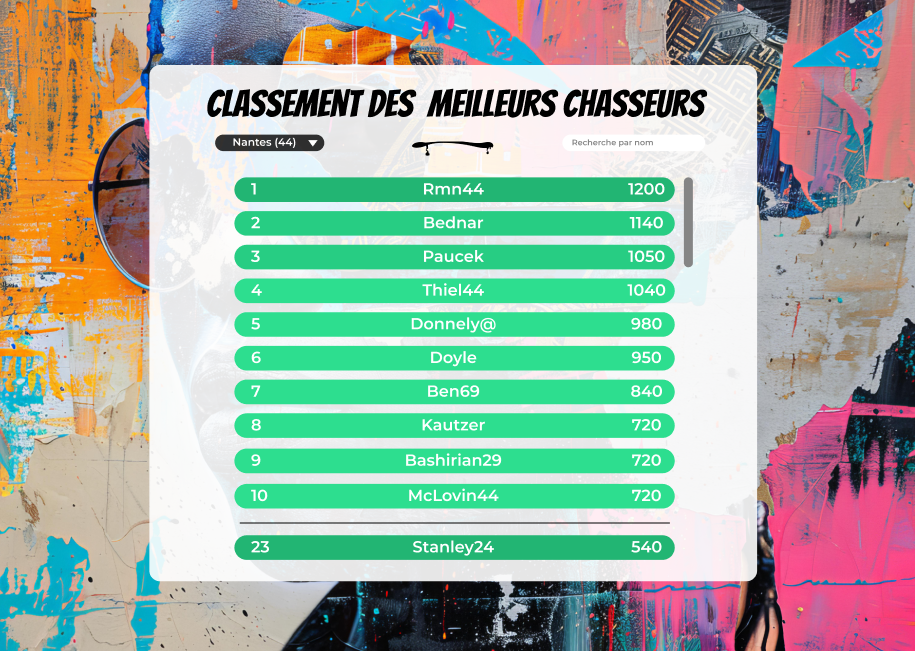 CLASSEMENT DES MEILLEURS CHASSEURS
Nantes (44) Recherche par nom
1 Rmn44 1200
2 Bednar 1140
3 Paucek 1050
4 Thiel44 1040
5 Donnely@ 980
6 Doyle 950
7 Ben69 840
8 Kautzer 720
9 Bashirian29 720
10 McLovin44 720
23 Stanley24 540